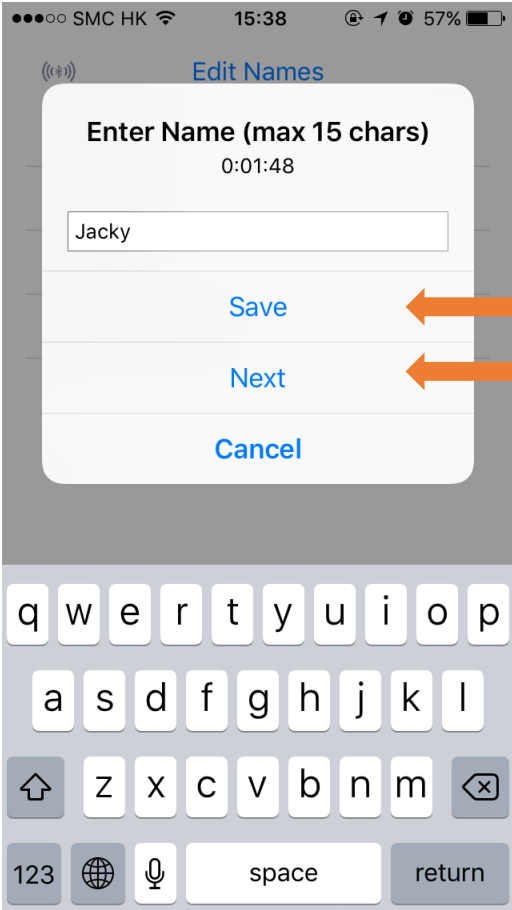 SMC HK 15:38 57%
Edit Names
Enter Name (max 15 chars)
0:01:48
Jacky
Save
Next
Cancel
q w e r t y u i o p
a s d f g h j k l
z x c v b n m
123 space return